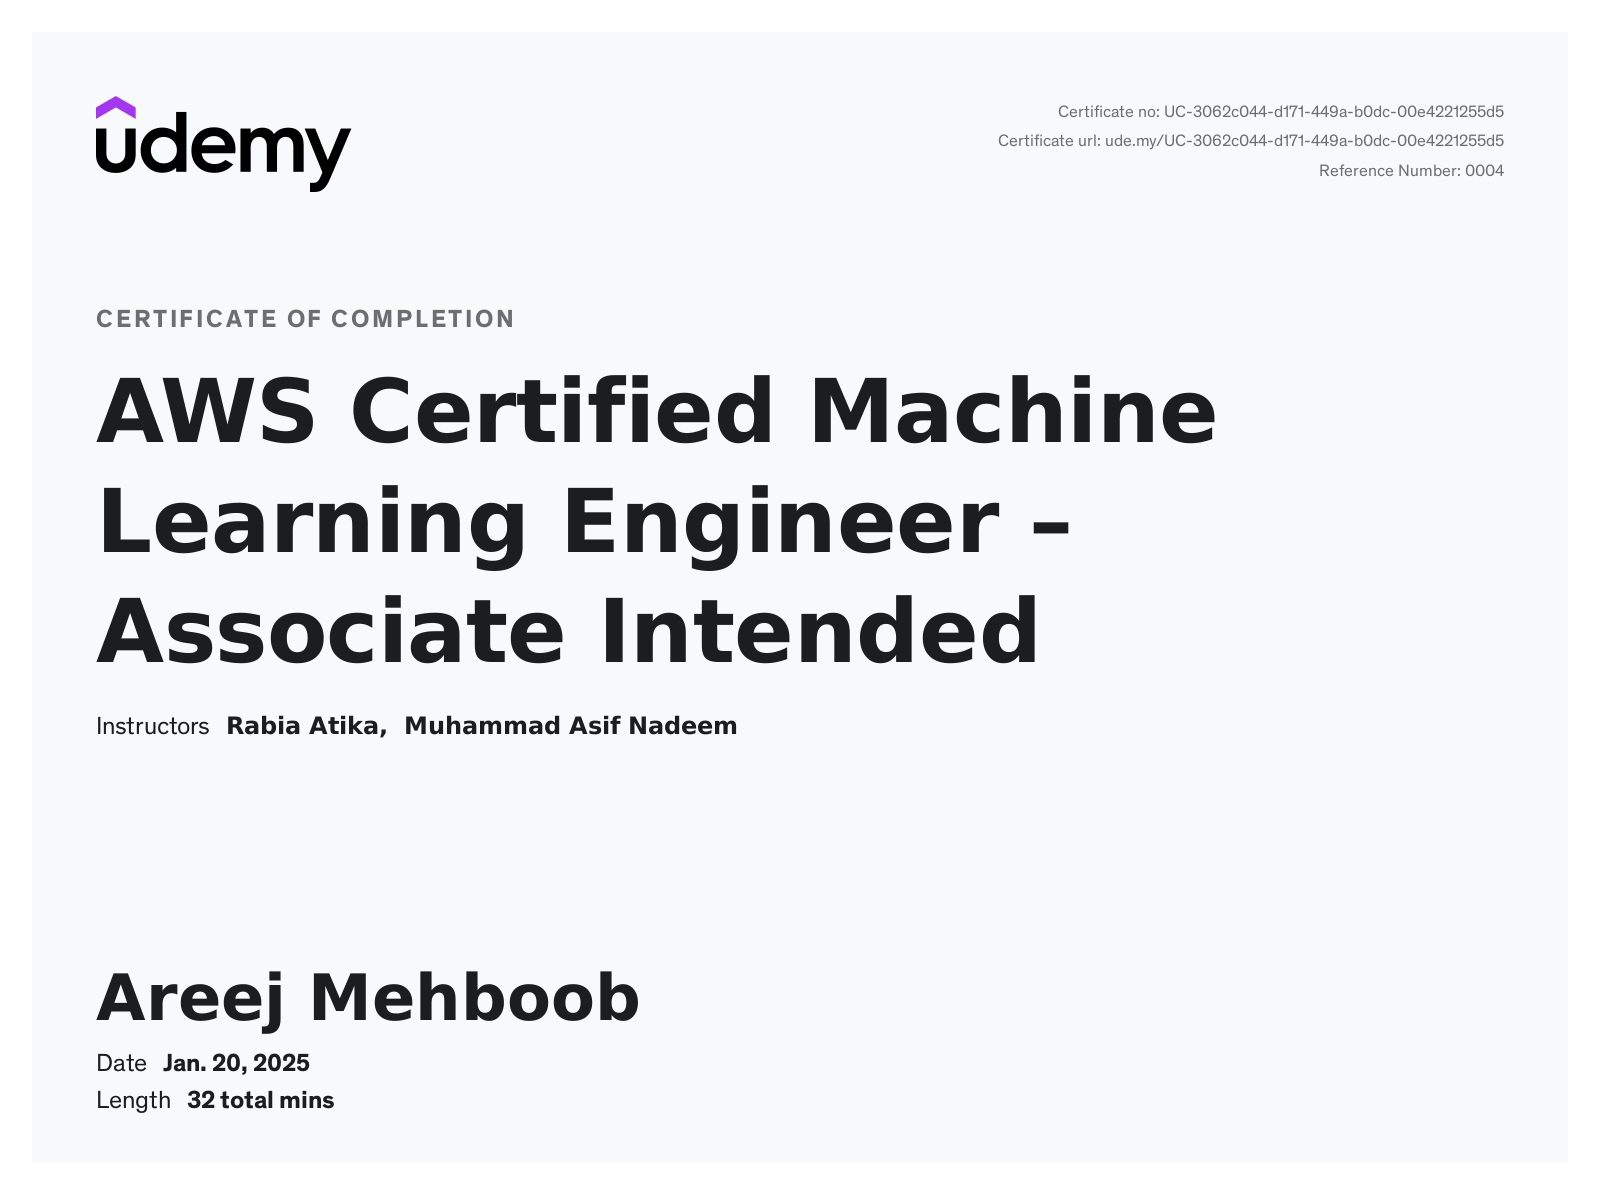 udemy
Certificate no: UC-3062c044-d171-449a-b0dc-00e4221255d5
Certificate url: ude.my/UC-3062c044-d171-449a-b0dc-00e4221255d5
Reference Number: 0004
CERTIFICATE OF COMPLETION
AWS Certified Machine
Learning Engineer –
Associate Intended
Instructors Rabia Atika, Muhammad Asif Nadeem
Areej Mehboob
Date Jan. 20, 2025
Length 32 total mins